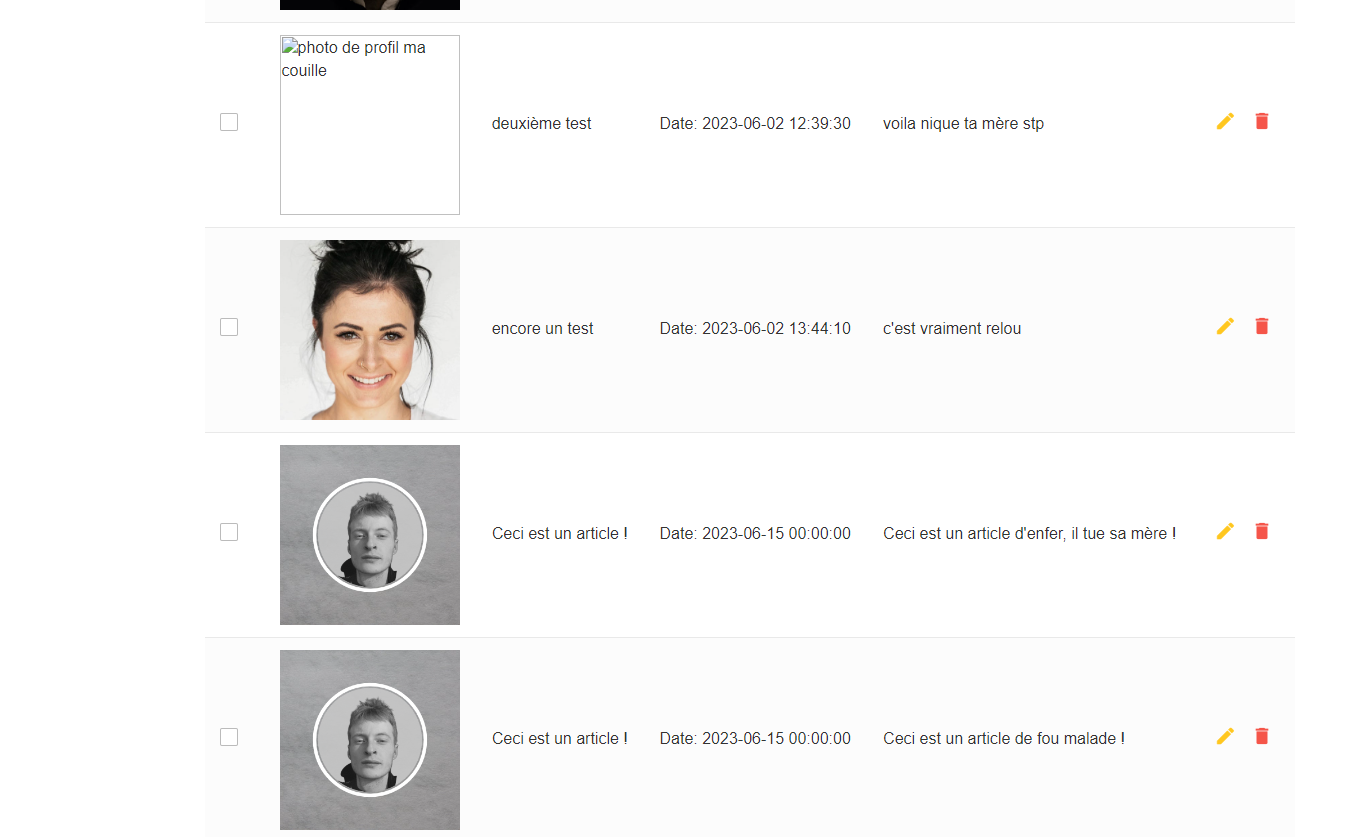 photo de profil ma
couille
deuxième test Date: 2023-06-02 12:39:30 voila nique ta mère stp
encore un test Date: 2023-06-02 13:44:10 c'est vraiment relou
Ceci est un article ! Date: 2023-06-15 00:00:00 Ceci est un article d'enfer, il tue sa mère !
Ceci est un article ! Date: 2023-06-15 00:00:00 Ceci est un article de fou malade !